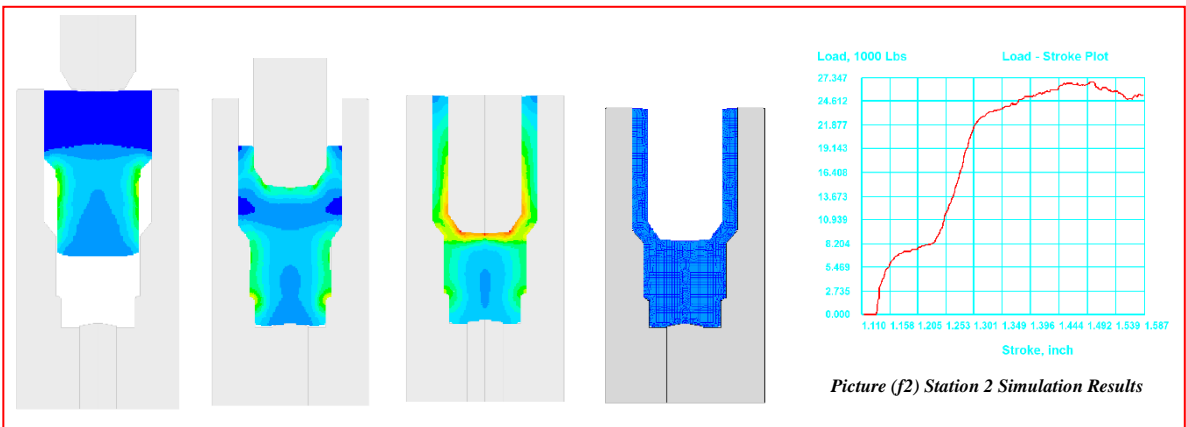 Load, 1000 Lbs Load - Stroke Plot
27.347
24.612
21.877
19.143
16.408
13.673
10.939
8.204
5.469
2.735
0.000
1.110 1.158 1.205 1.253 1.301 1.349 1.396 1.444 1.492 1.539 1.587
Stroke, inch
Picture (f2) Station 2 Simulation Results